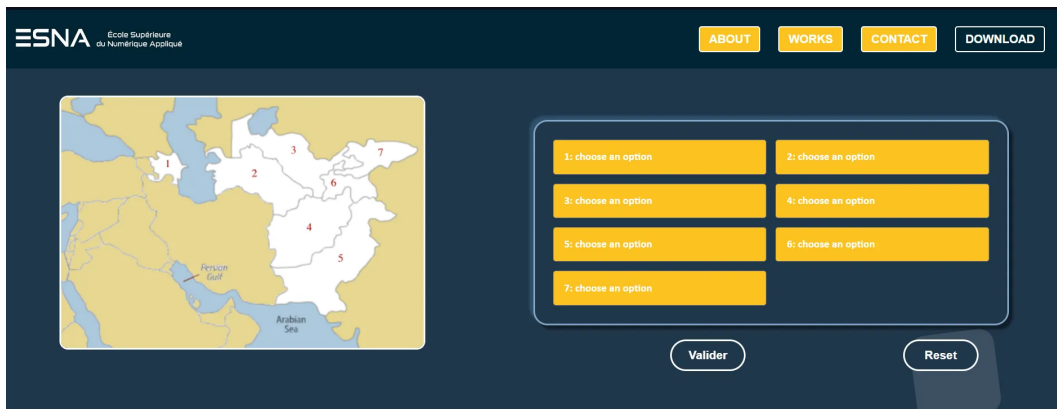 ESNA
École Supérieure
du Numérique Appliqué
ABOUT
WORKS
CONTACT
DOWNLOAD
1
2
3
4
5
6
7
Persian
Gulf
Arabian
Sea
1: choose an option
2: choose an option
3: choose an option
4: choose an option
5: choose an option
6: choose an option
7: choose an option
Valider
Reset